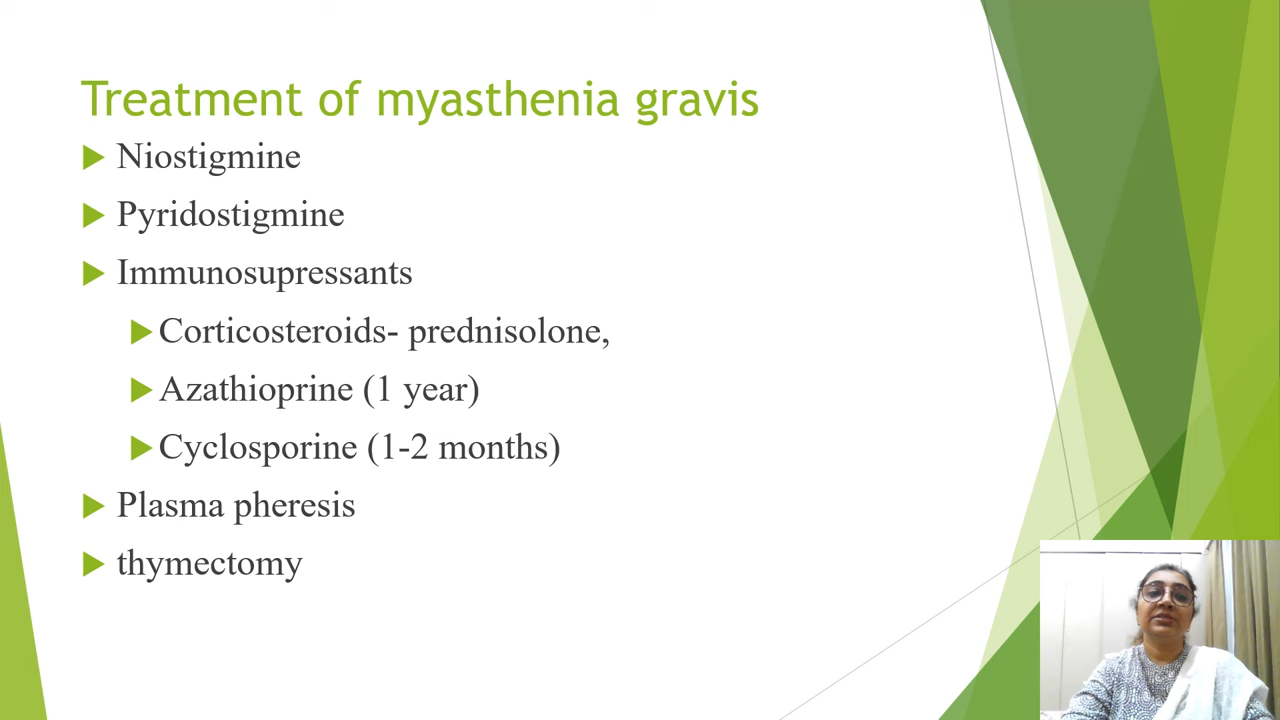 Treatment of myasthenia gravis
Niostigmine
Pyridostigmine
Immunosupressants
Corticosteroids- prednisolone,
Azathioprine (1 year)
Cyclosporine (1-2 months)
Plasma pheresis
thymectomy